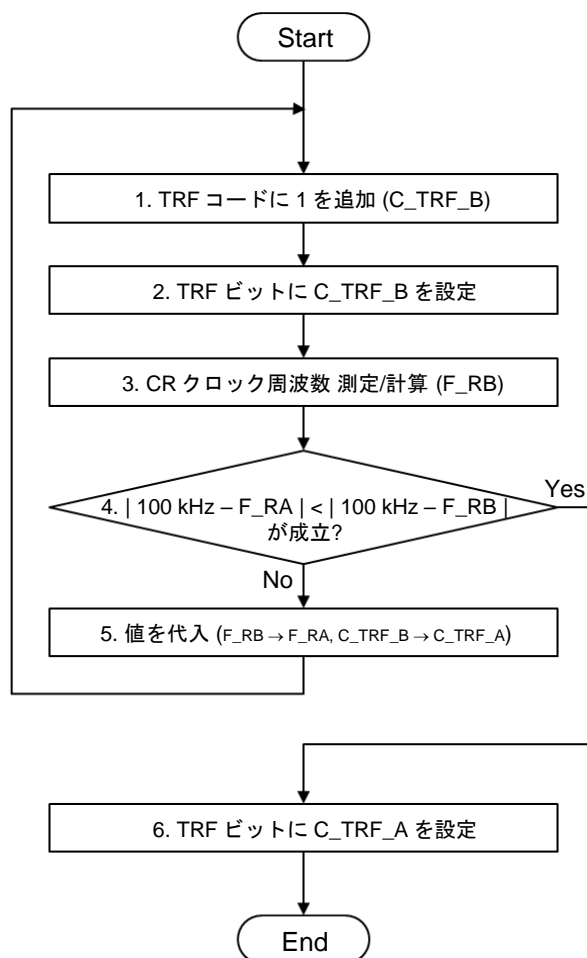 Start
1. TRF コードに 1 を追加 (C_TRF_B)
2. TRF ビットに C_TRF_B を設定
3. CR クロック周波数 測定/計算 (F_RB)
4. | 100 kHz – F_RA | < | 100 kHz – F_RB |
が成立?
Yes
No
5. 値を代入 (F_RB → F_RA, C_TRF_B → C_TRF_A)
6. TRF ビットに C_TRF_A を設定
End